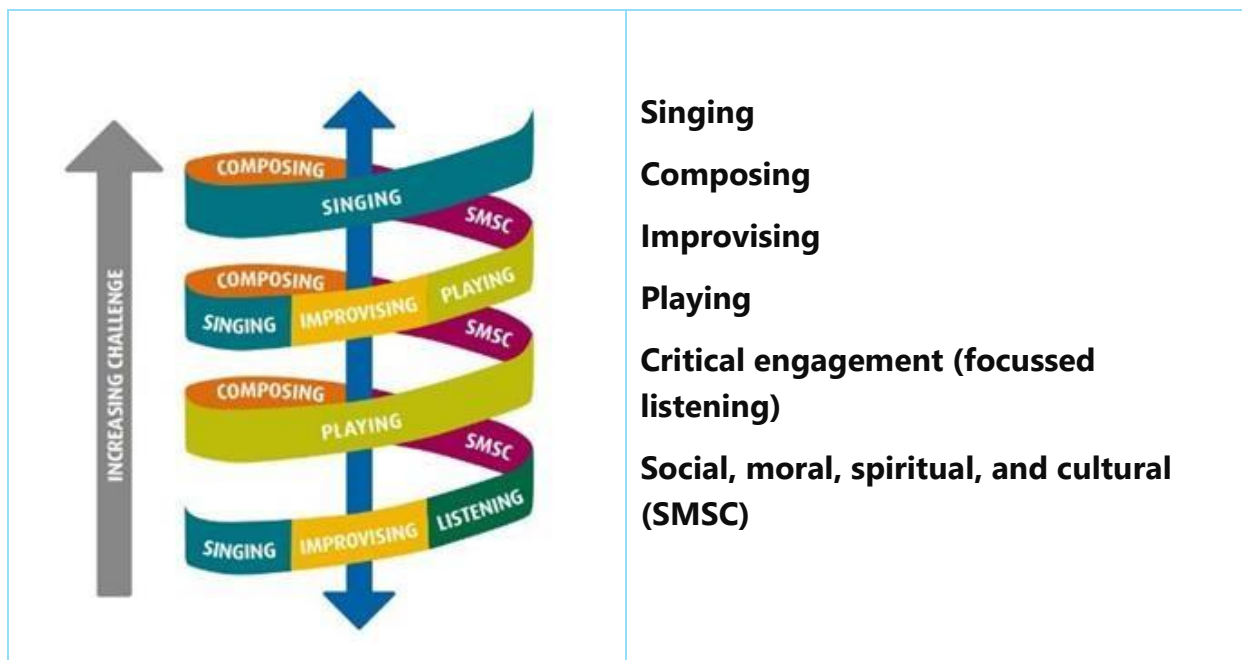 INCREASING CHALLENGE
COMPOSING
SINGING
SMSC
COMPOSING
SINGING IMPROVISING PLAYING
SMSC
COMPOSING
PLAYING
SMSC
SINGING IMPROVISING LISTENING
Singing
Composing
Improvising
Playing
Critical engagement (focussed
listening)
Social, moral, spiritual, and cultural
(SMSC)